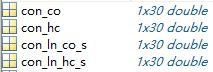 con_co 1x30 double
con_hc 1x30 double
con_ln_co_s 1x30 double
con_ln_hc_s 1x30 double